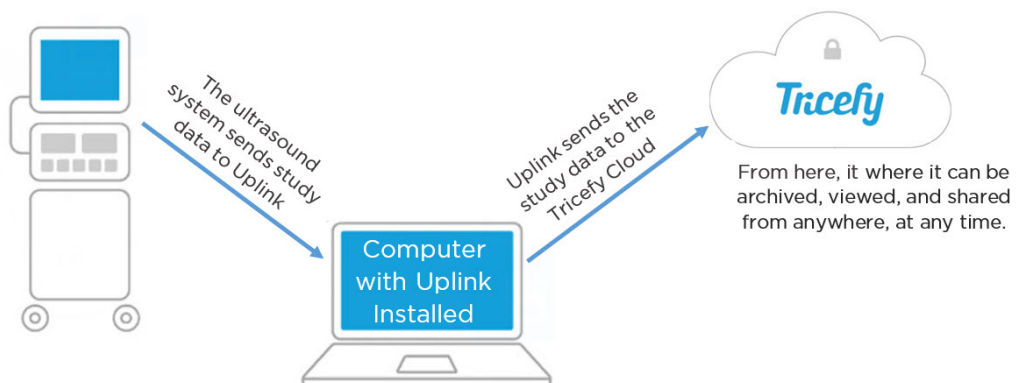 The ultrasound
system sends study
data to Uplink
Computer
with Uplink
Installed
Uplink sends the
study data to the
Tricefy Cloud
Tricefy
From here, it where it can be
archived, viewed, and shared
from anywhere, at any time.